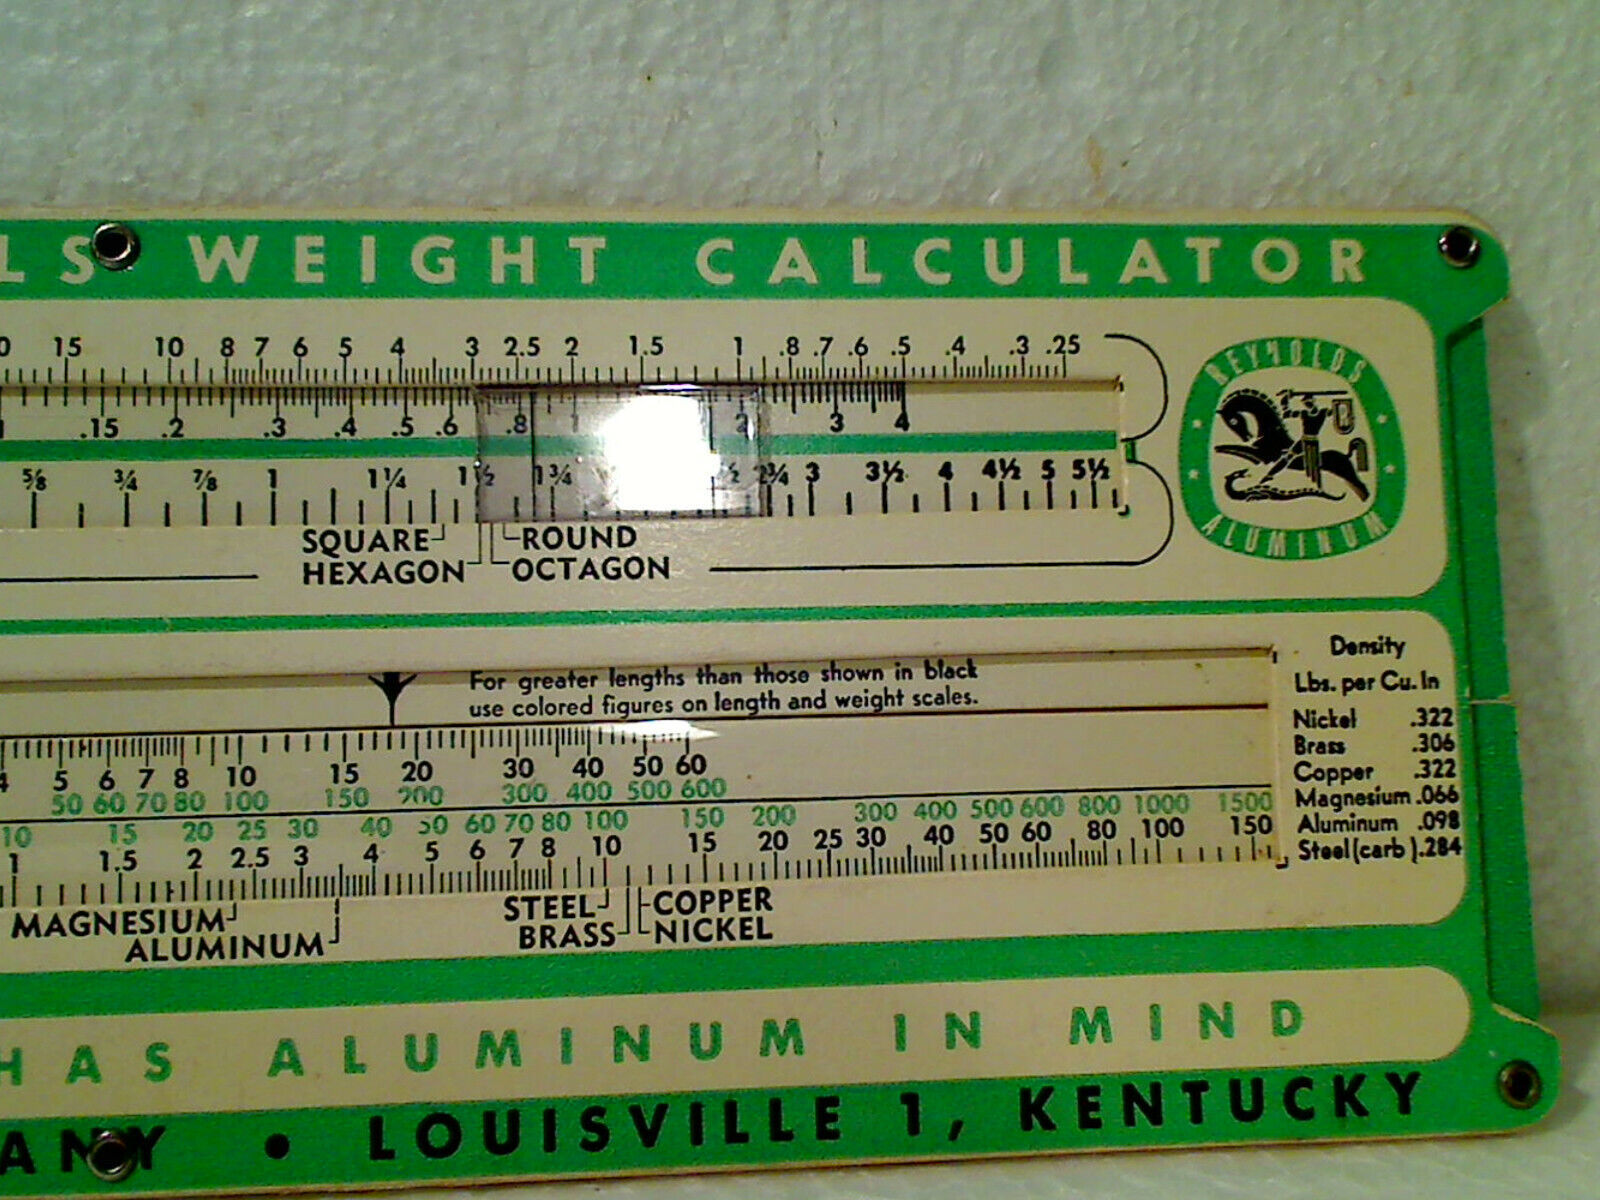 LS WEIGHT CALCULATOR
15 10 8 7 6 5 4 3 2.5 2 1.5 1 .8 .7 .6 .5 .4 .3 .25
.15 .2 .3 .4 .5 .6 .8 1 2 3 4
⅝ ¾ ⅞ 1 1¼ 1½ 1¾ 2¾ 3 3½ 4 4½ 5 5½
SQUARE ROUND
HEXAGON OCTAGON
REYNOLDS
ALUMINUM
For greater lengths than those shown in black
use colored figures on length and weight scales.
4 5 6 7 8 10 15 20 30 40 50 60
50 60 70 80 100 150 200 300 400 500 600
10 15 20 25 30 40 50 60 70 80 100 150 200 300 400 500 600 800 1000 1500
1 1.5 2 2.5 3 4 5 6 7 8 10 15 20 25 30 40 50 60 80 100 150
MAGNESIUM STEEL COPPER
ALUMINUM BRASS NICKEL
Density
Lbs. per Cu. In
Nickel .322
Brass .306
Copper .322
Magnesium .066
Aluminum .098
Steel (carb ).284
HAS ALUMINUM IN MIND
ANY • LOUISVILLE 1, KENTUCKY